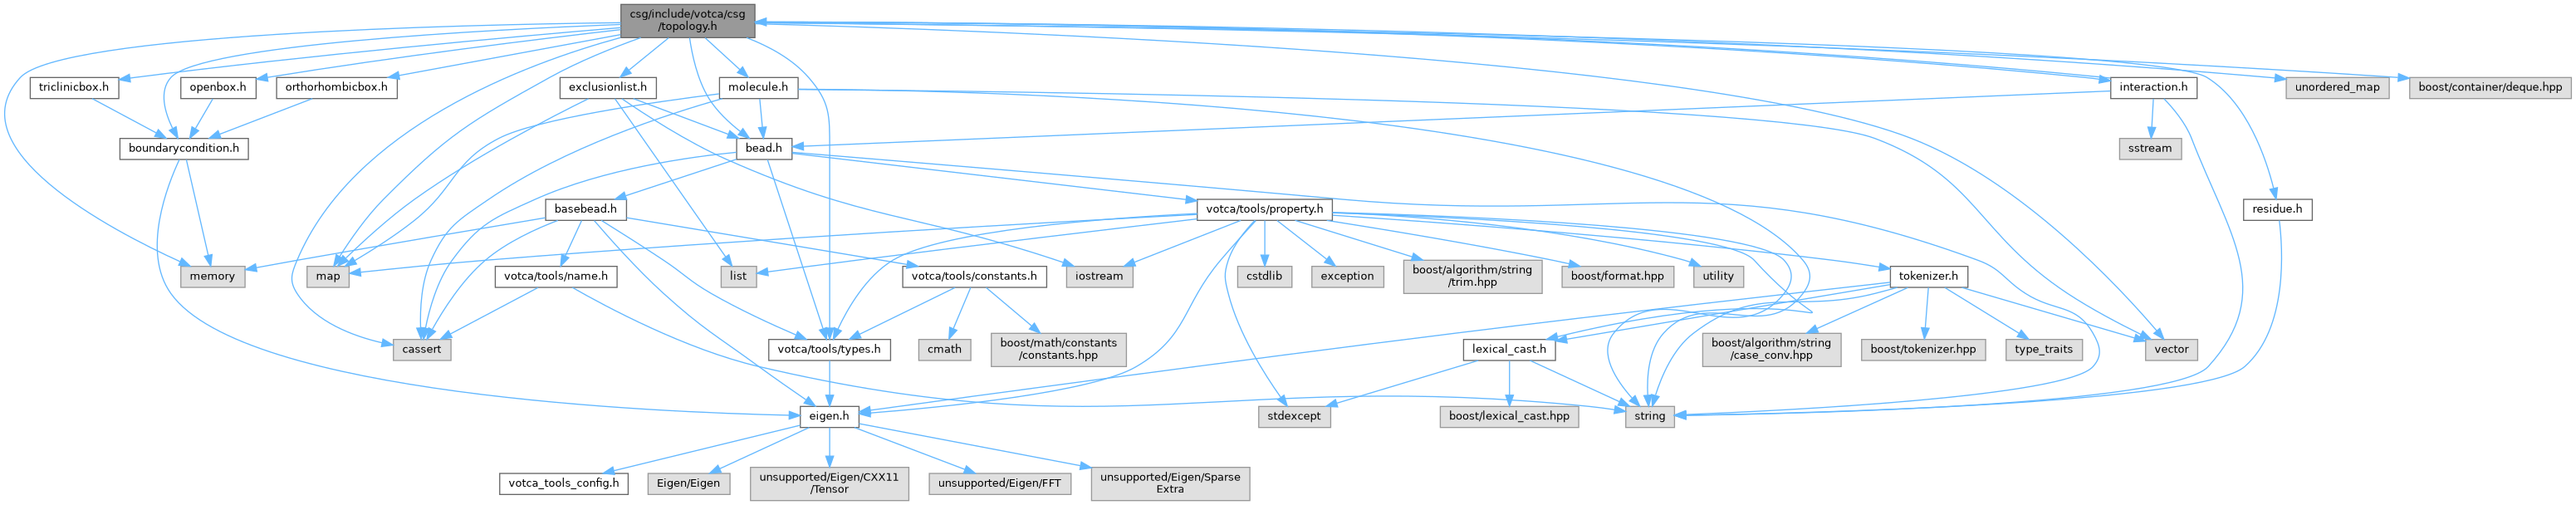 csg/include/votca/csg
/topology.h
triclinicbox.h
openbox.h
orthorhombicbox.h
exclusionlist.h
molecule.h
interaction.h
unordered_map
boost/container/deque.hpp
boundarycondition.h
bead.h
sstream
basebead.h
votca/tools/property.h
residue.h
memory
map
votca/tools/name.h
list
votca/tools/constants.h
iostream
cstdlib
exception
boost/algorithm/string
/trim.hpp
boost/format.hpp
utility
tokenizer.h
cassert
votca/tools/types.h
cmath
boost/math/constants
/constants.hpp
lexical_cast.h
boost/algorithm/string
/case_conv.hpp
boost/tokenizer.hpp
type_traits
vector
eigen.h
stdexcept
boost/lexical_cast.hpp
string
votca_tools_config.h
Eigen/Eigen
unsupported/Eigen/CXX11
/Tensor
unsupported/Eigen/FFT
unsupported/Eigen/Sparse
Extra